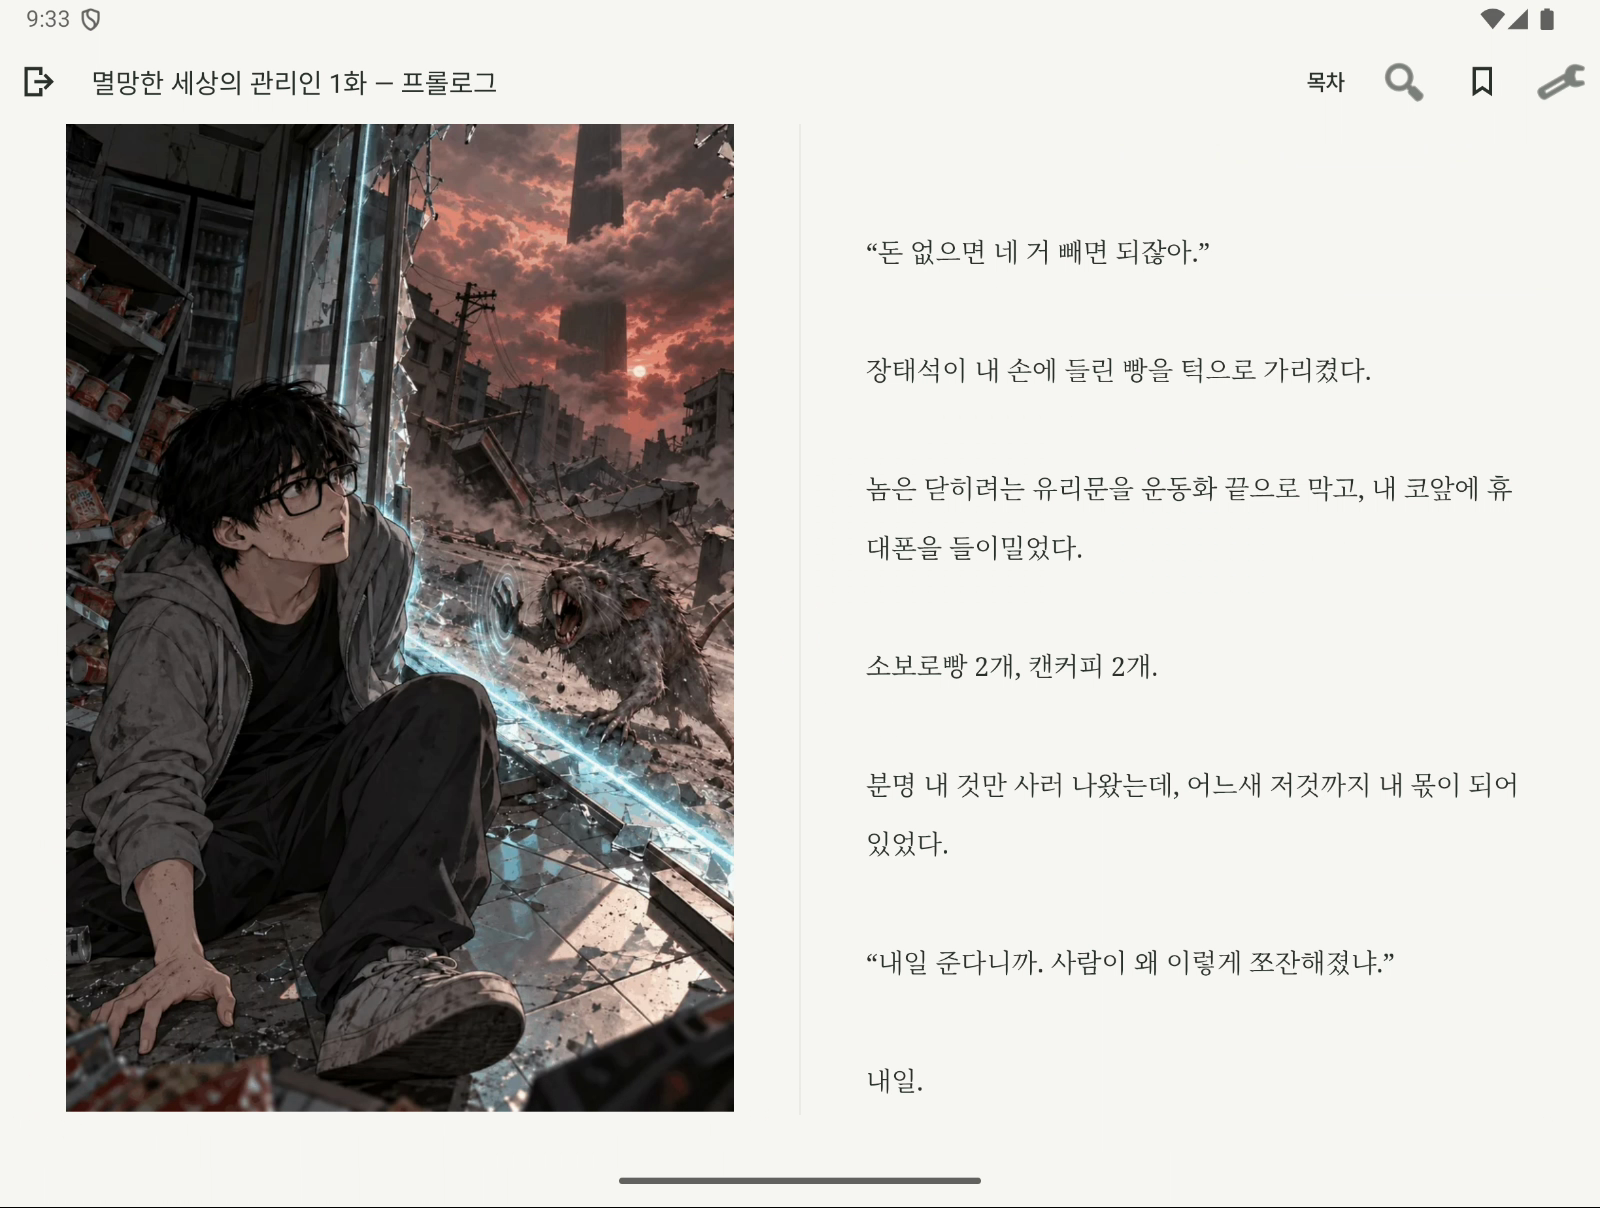 9:33
멸망한 세상의 관리인 1화 – 프롤로그
목차
“돈 없으면 네 거 빼면 되잖아.”
장태석이 내 손에 들린 빵을 턱으로 가리켰다.
놈은 닫히려는 유리문을 운동화 끝으로 막고, 내 코앞에 휴
대폰을 들이밀었다.
소보로빵 2개, 캔커피 2개.
분명 내 것만 사러 나왔는데, 어느새 저것까지 내 몫이 되어
있었다.
“내일 준다니까. 사람이 왜 이렇게 쪼잔해졌냐.”
내일.